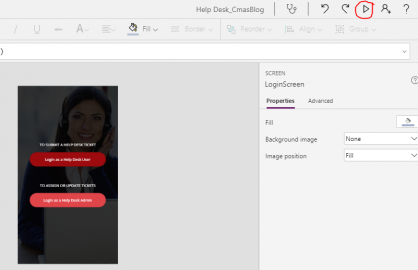 Help Desk_CmasBlog
A
Fill
Border
Reorder
Align
Group
)
SCREEN
LoginScreen
Properties
Advanced
Fill
Background image
None
Image position
Fill
TO SUBMIT A HELP DESK TICKET
Login as a Help Desk User
TO ASSIGN OR UPDATE TICKETS
Login as a Help Desk Admin